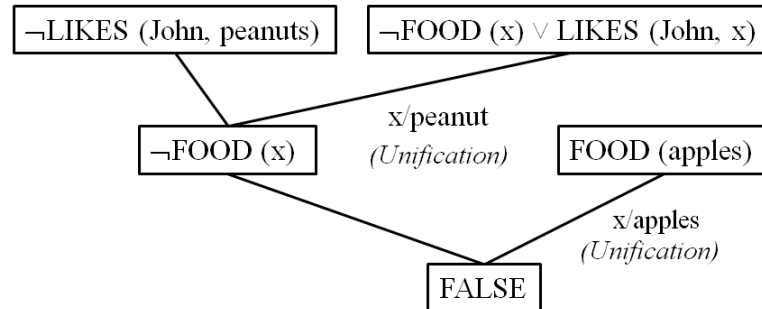 ¬LIKES (John, peanuts)
¬FOOD (x) ∨ LIKES (John, x)
x/peanut
(Unification)
¬FOOD (x)
FOOD (apples)
x/apples
(Unification)
FALSE